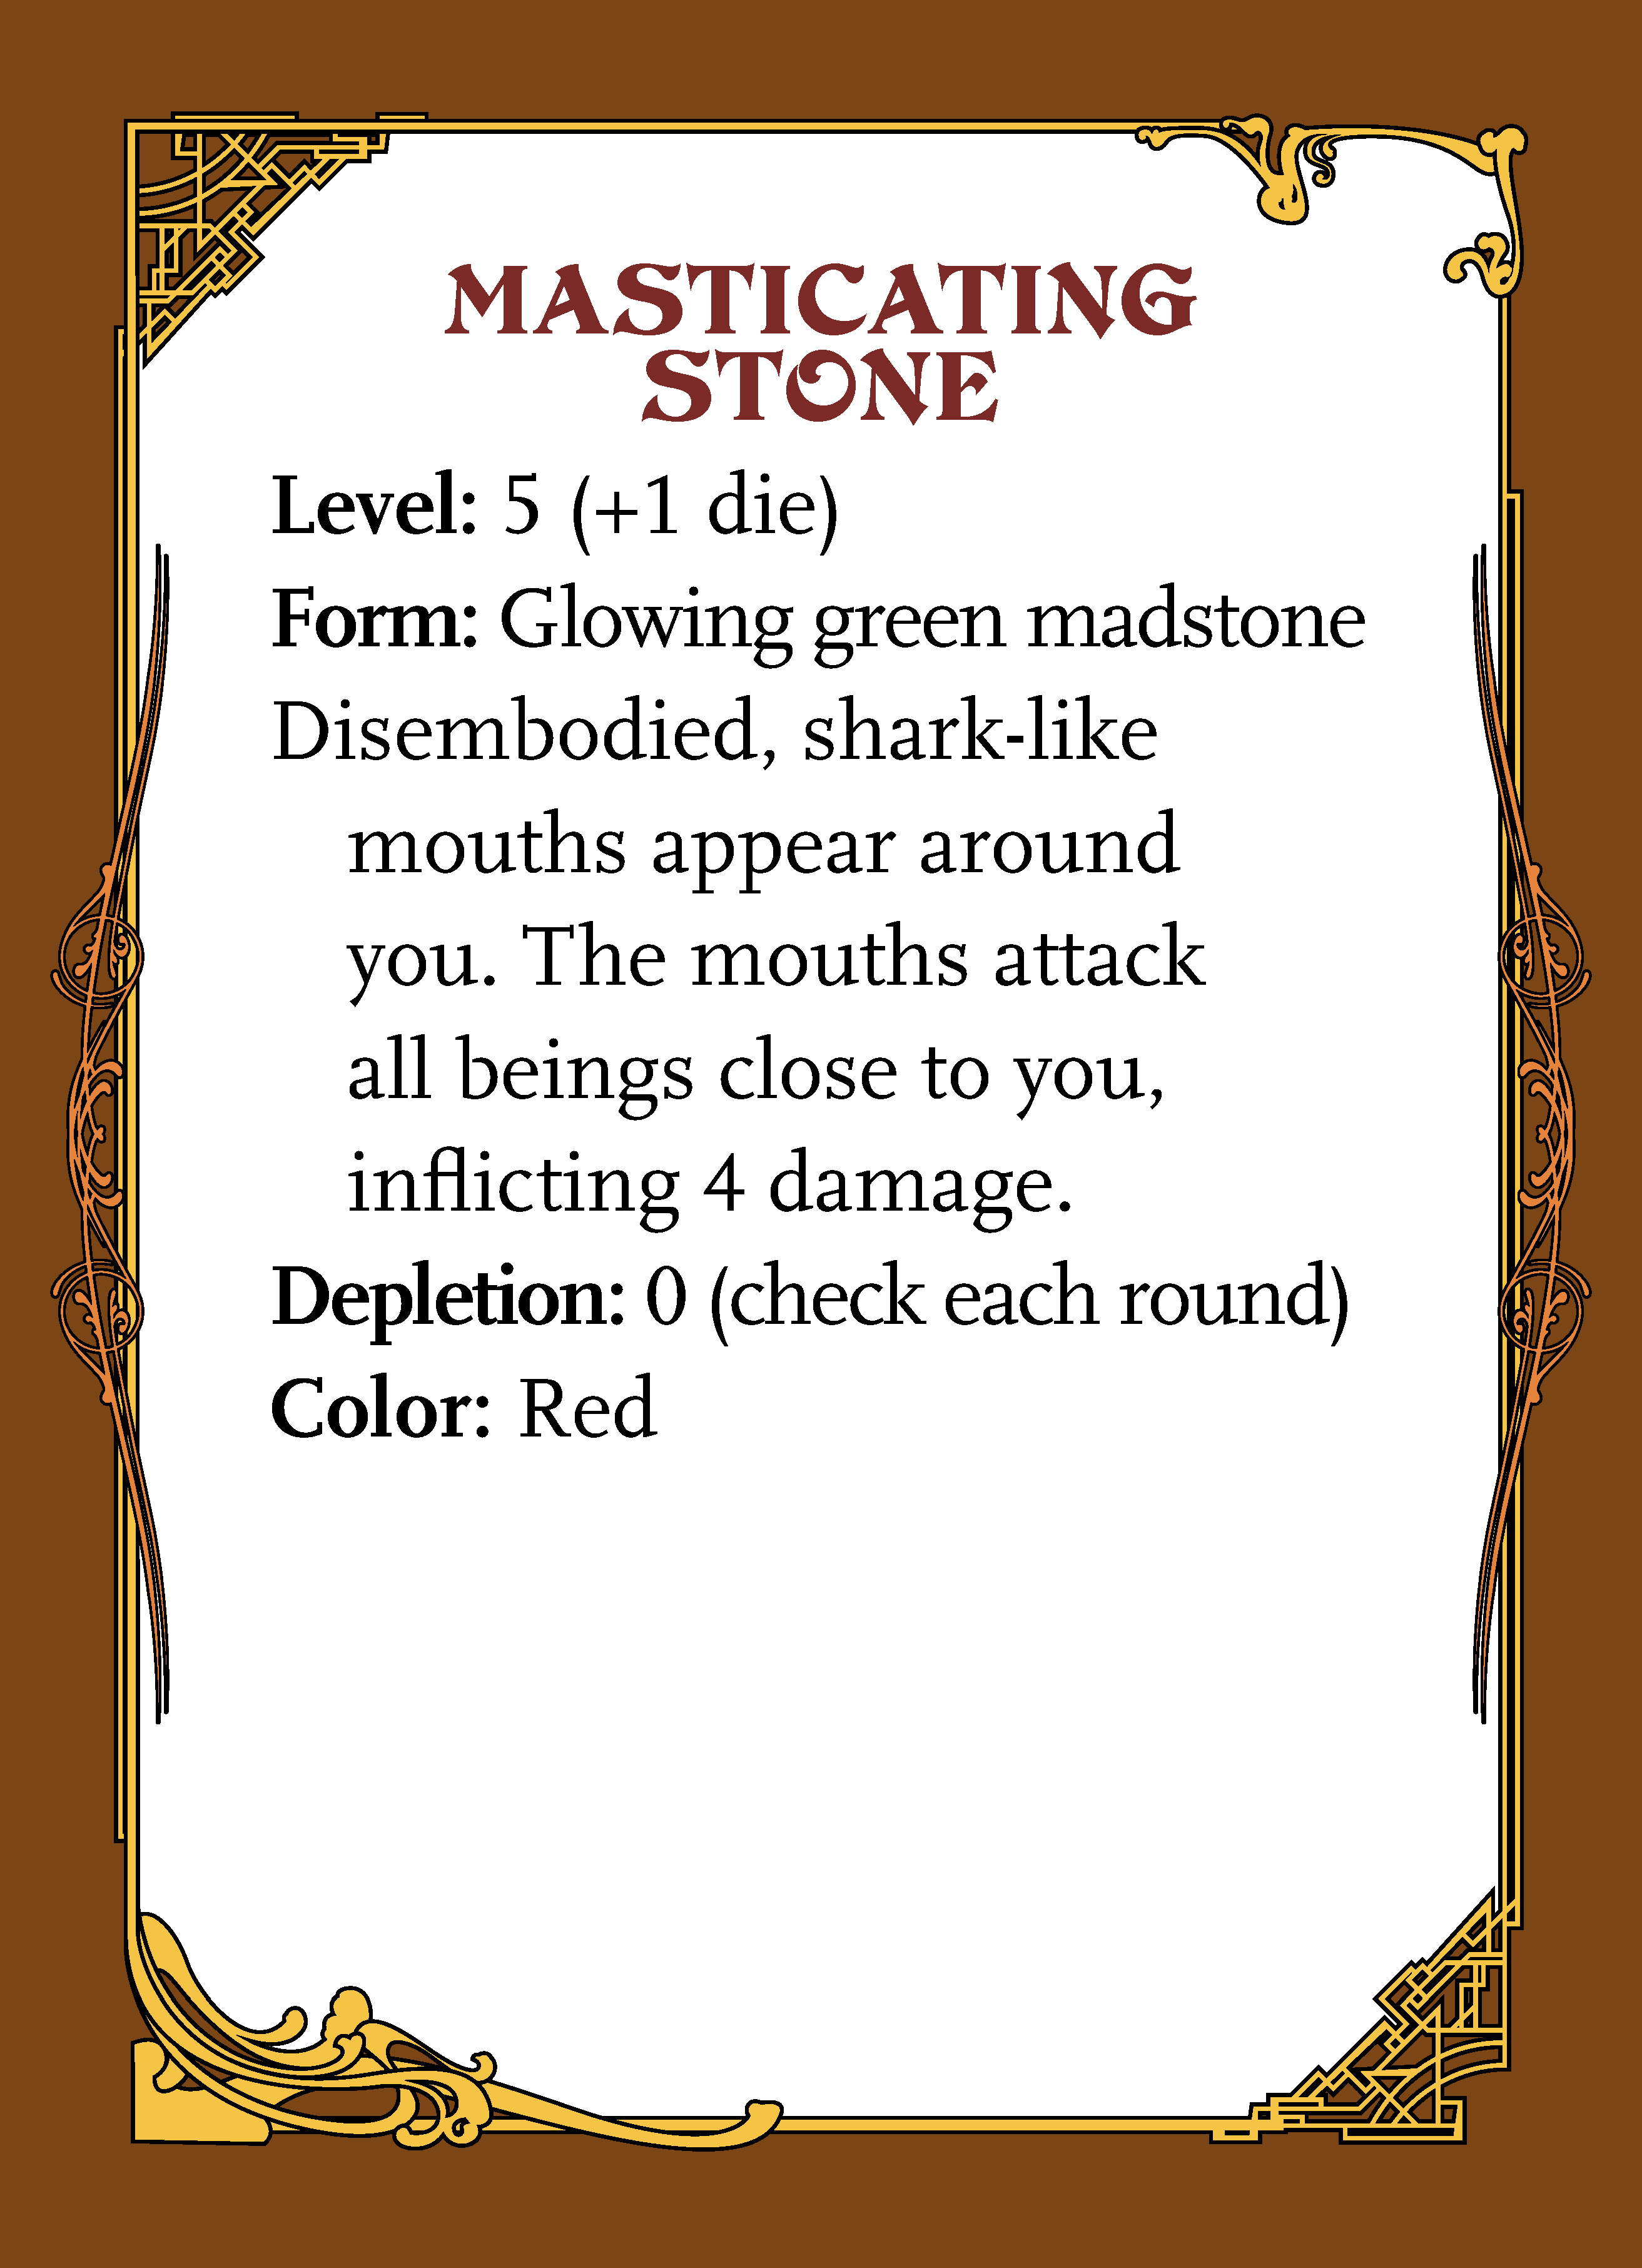 MASTICATING
STONE
Level: 5 (+1 die)
Form: Glowing green madstone
Disembodied, shark-like
mouths appear around
you. The mouths attack
all beings close to you,
inflicting 4 damage.
Depletion: 0 (check each round)
Color: Red